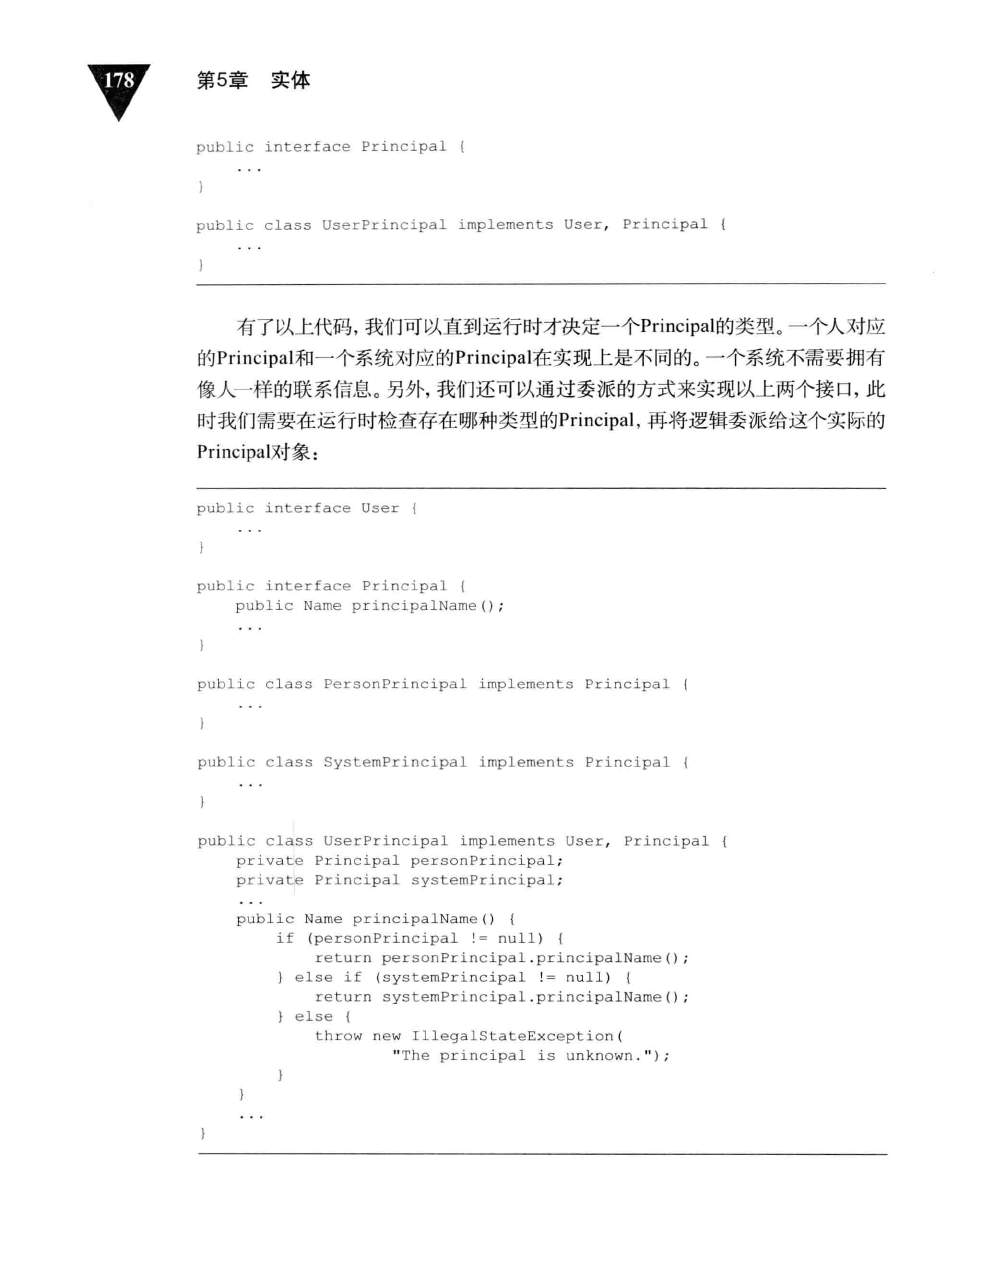 178 第5章 实体
public interface Principal {
...
}
public class UserPrincipal implements User, Principal {
...
}
有了以上代码, 我们可以直到运行时才决定一个Principal的类型。一个人对应
的Principal和一个系统对应的Principal在实现上是不同的。一个系统不需要拥有
像人一样的联系信息。另外, 我们还可以通过委派的方式来实现以上两个接口, 此
时我们需要在运行时检查存在哪种类型的Principal, 再将逻辑委派给这个实际的
Principal对象：
public interface User {
...
}
public interface Principal {
public Name principalName();
...
}
public class PersonPrincipal implements Principal {
...
}
public class SystemPrincipal implements Principal {
...
}
public class UserPrincipal implements User, Principal {
private Principal personPrincipal;
private Principal systemPrincipal;
...
public Name principalName() {
if (personPrincipal != null) {
return personPrincipal.principalName();
} else if (systemPrincipal != null) {
return systemPrincipal.principalName();
} else {
throw new IllegalStateException(
"The principal is unknown.");
}
}
...
}